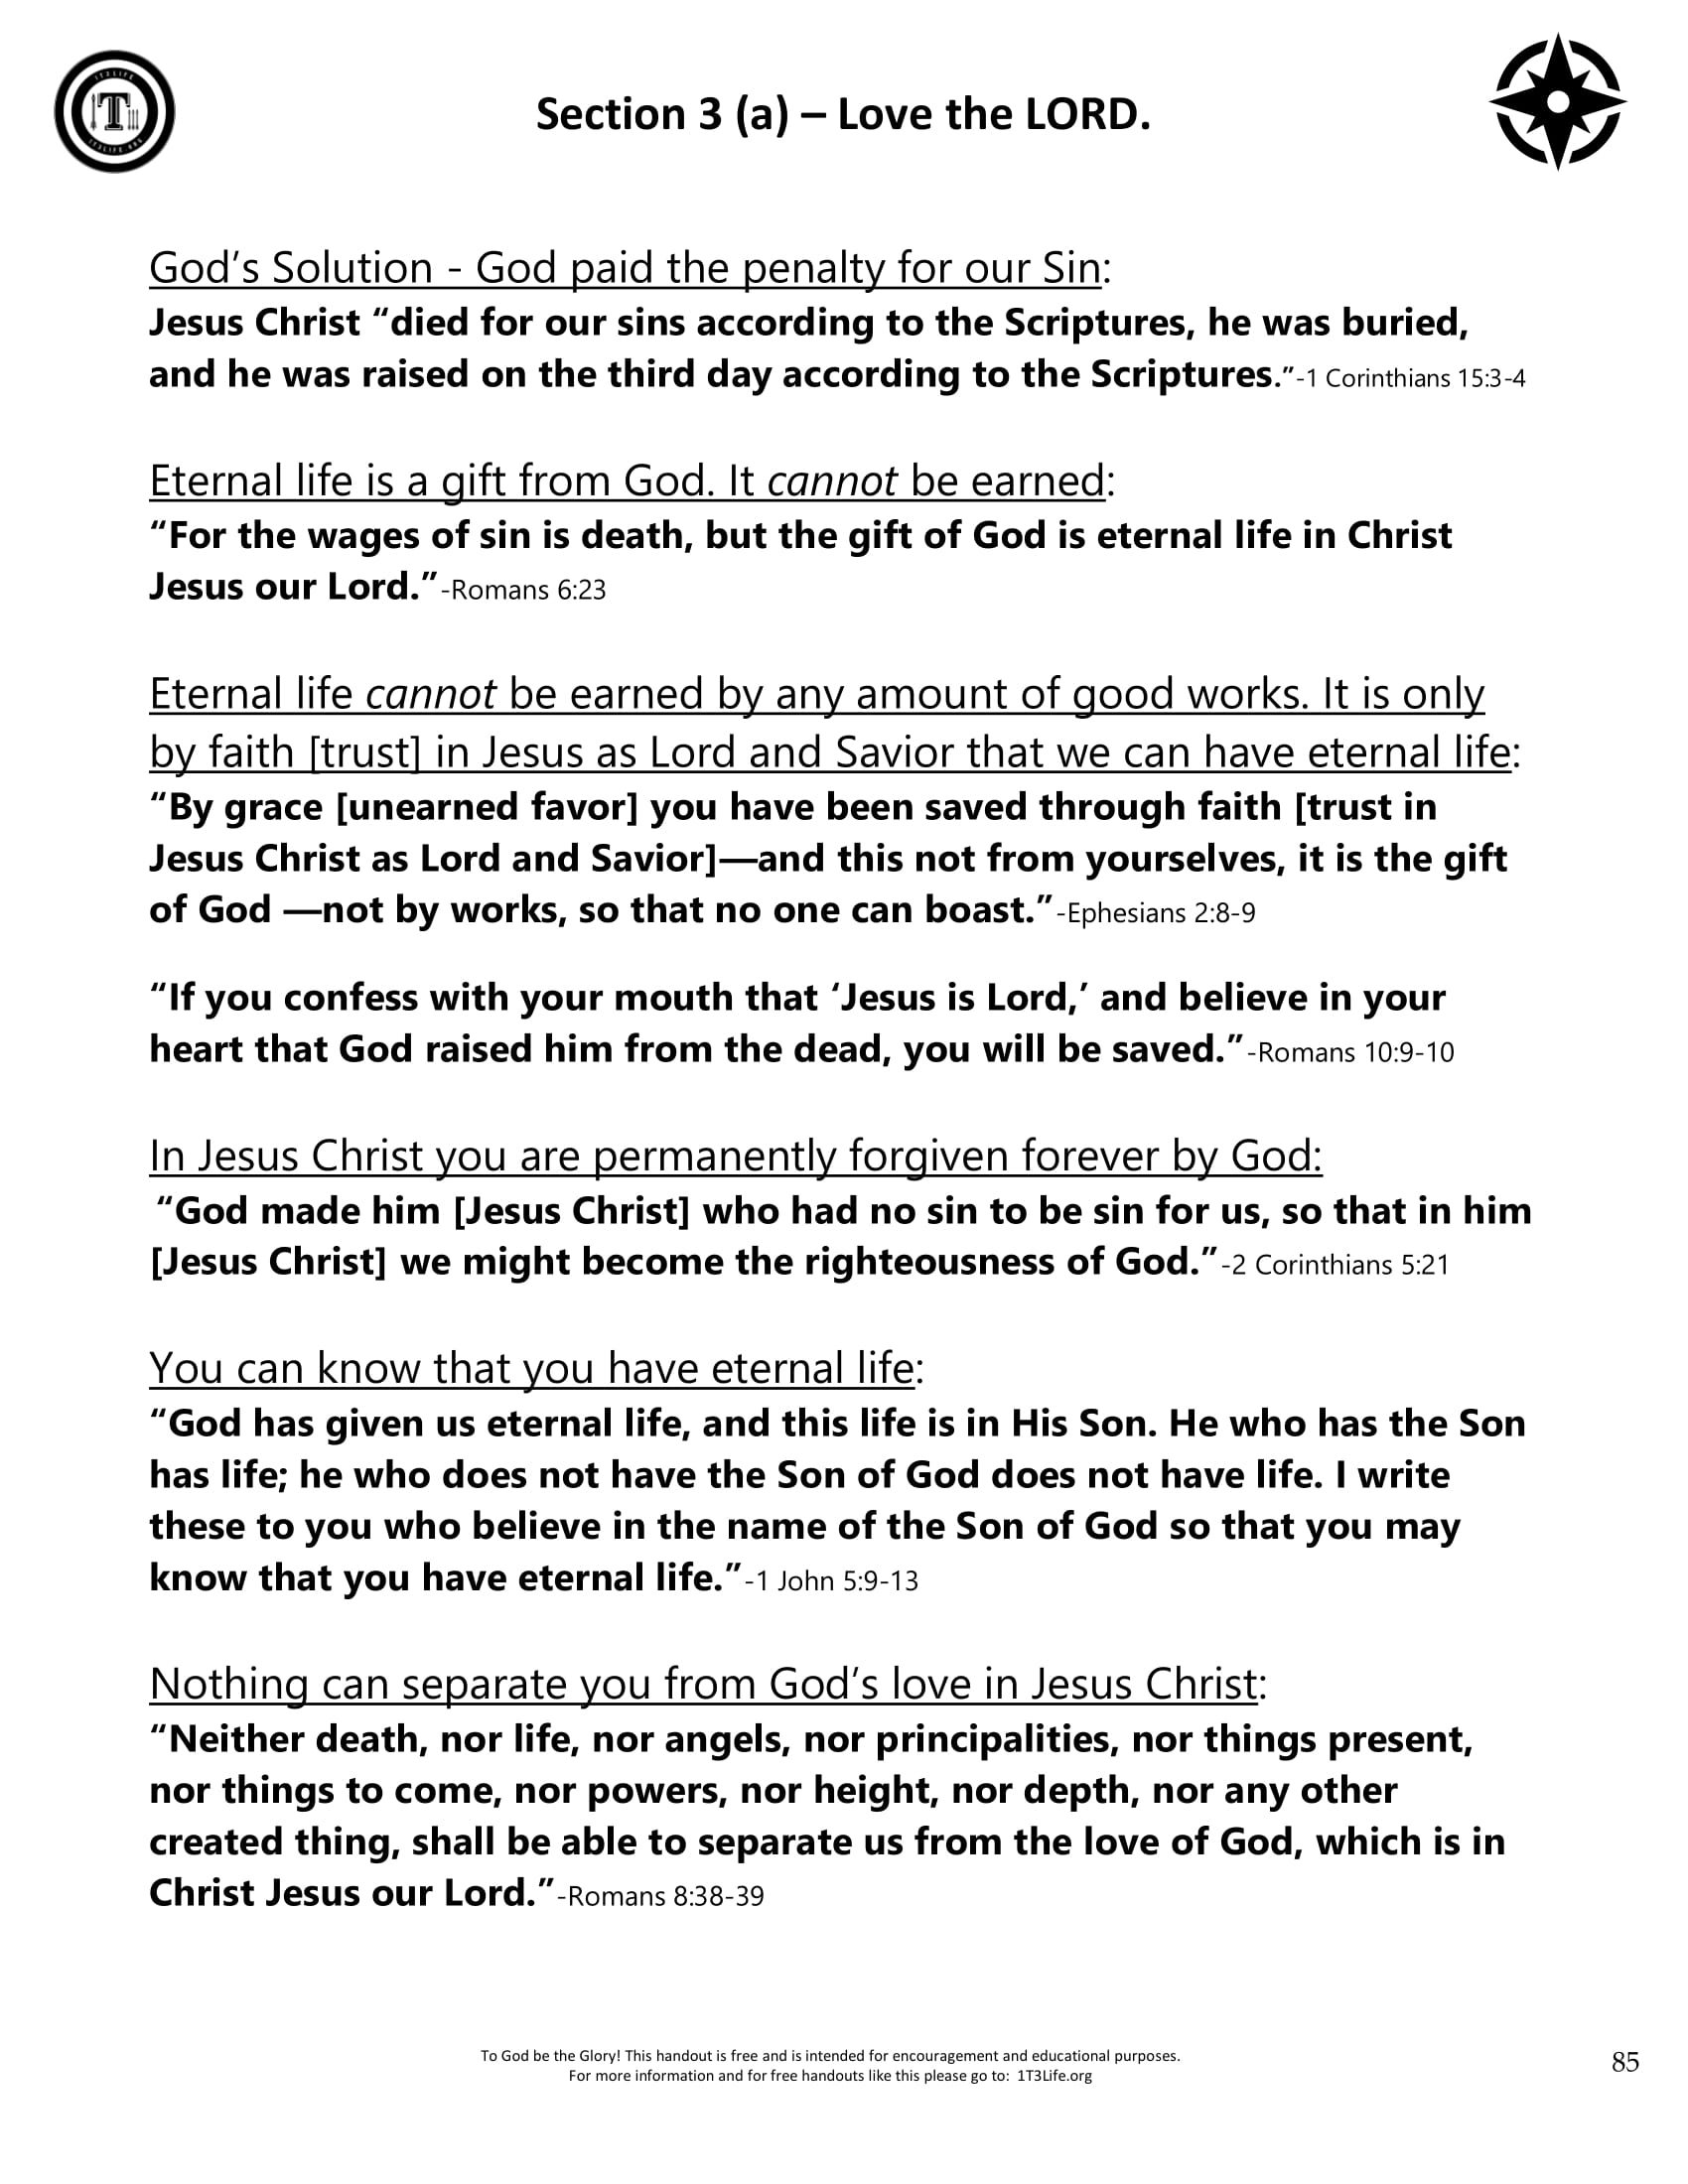 Section 3 (a) – Love the LORD.
God’s Solution - God paid the penalty for our Sin:
Jesus Christ “died for our sins according to the Scriptures, he was buried,
and he was raised on the third day according to the Scriptures.”-1 Corinthians 15:3-4
Eternal life is a gift from God. It cannot be earned:
“For the wages of sin is death, but the gift of God is eternal life in Christ
Jesus our Lord.”-Romans 6:23
Eternal life cannot be earned by any amount of good works. It is only
by faith [trust] in Jesus as Lord and Savior that we can have eternal life:
“By grace [unearned favor] you have been saved through faith [trust in
Jesus Christ as Lord and Savior]—and this not from yourselves, it is the gift
of God —not by works, so that no one can boast.”-Ephesians 2:8-9
“If you confess with your mouth that ‘Jesus is Lord,’ and believe in your
heart that God raised him from the dead, you will be saved.”-Romans 10:9-10
In Jesus Christ you are permanently forgiven forever by God:
“God made him [Jesus Christ] who had no sin to be sin for us, so that in him
[Jesus Christ] we might become the righteousness of God.”-2 Corinthians 5:21
You can know that you have eternal life:
“God has given us eternal life, and this life is in His Son. He who has the Son
has life; he who does not have the Son of God does not have life. I write
these to you who believe in the name of the Son of God so that you may
know that you have eternal life.”-1 John 5:9-13
Nothing can separate you from God’s love in Jesus Christ:
“Neither death, nor life, nor angels, nor principalities, nor things present,
nor things to come, nor powers, nor height, nor depth, nor any other
created thing, shall be able to separate us from the love of God, which is in
Christ Jesus our Lord.”-Romans 8:38-39
To God be the Glory! This handout is free and is intended for encouragement and educational purposes.
For more information and for free handouts like this please go to: 1T3Life.org
85